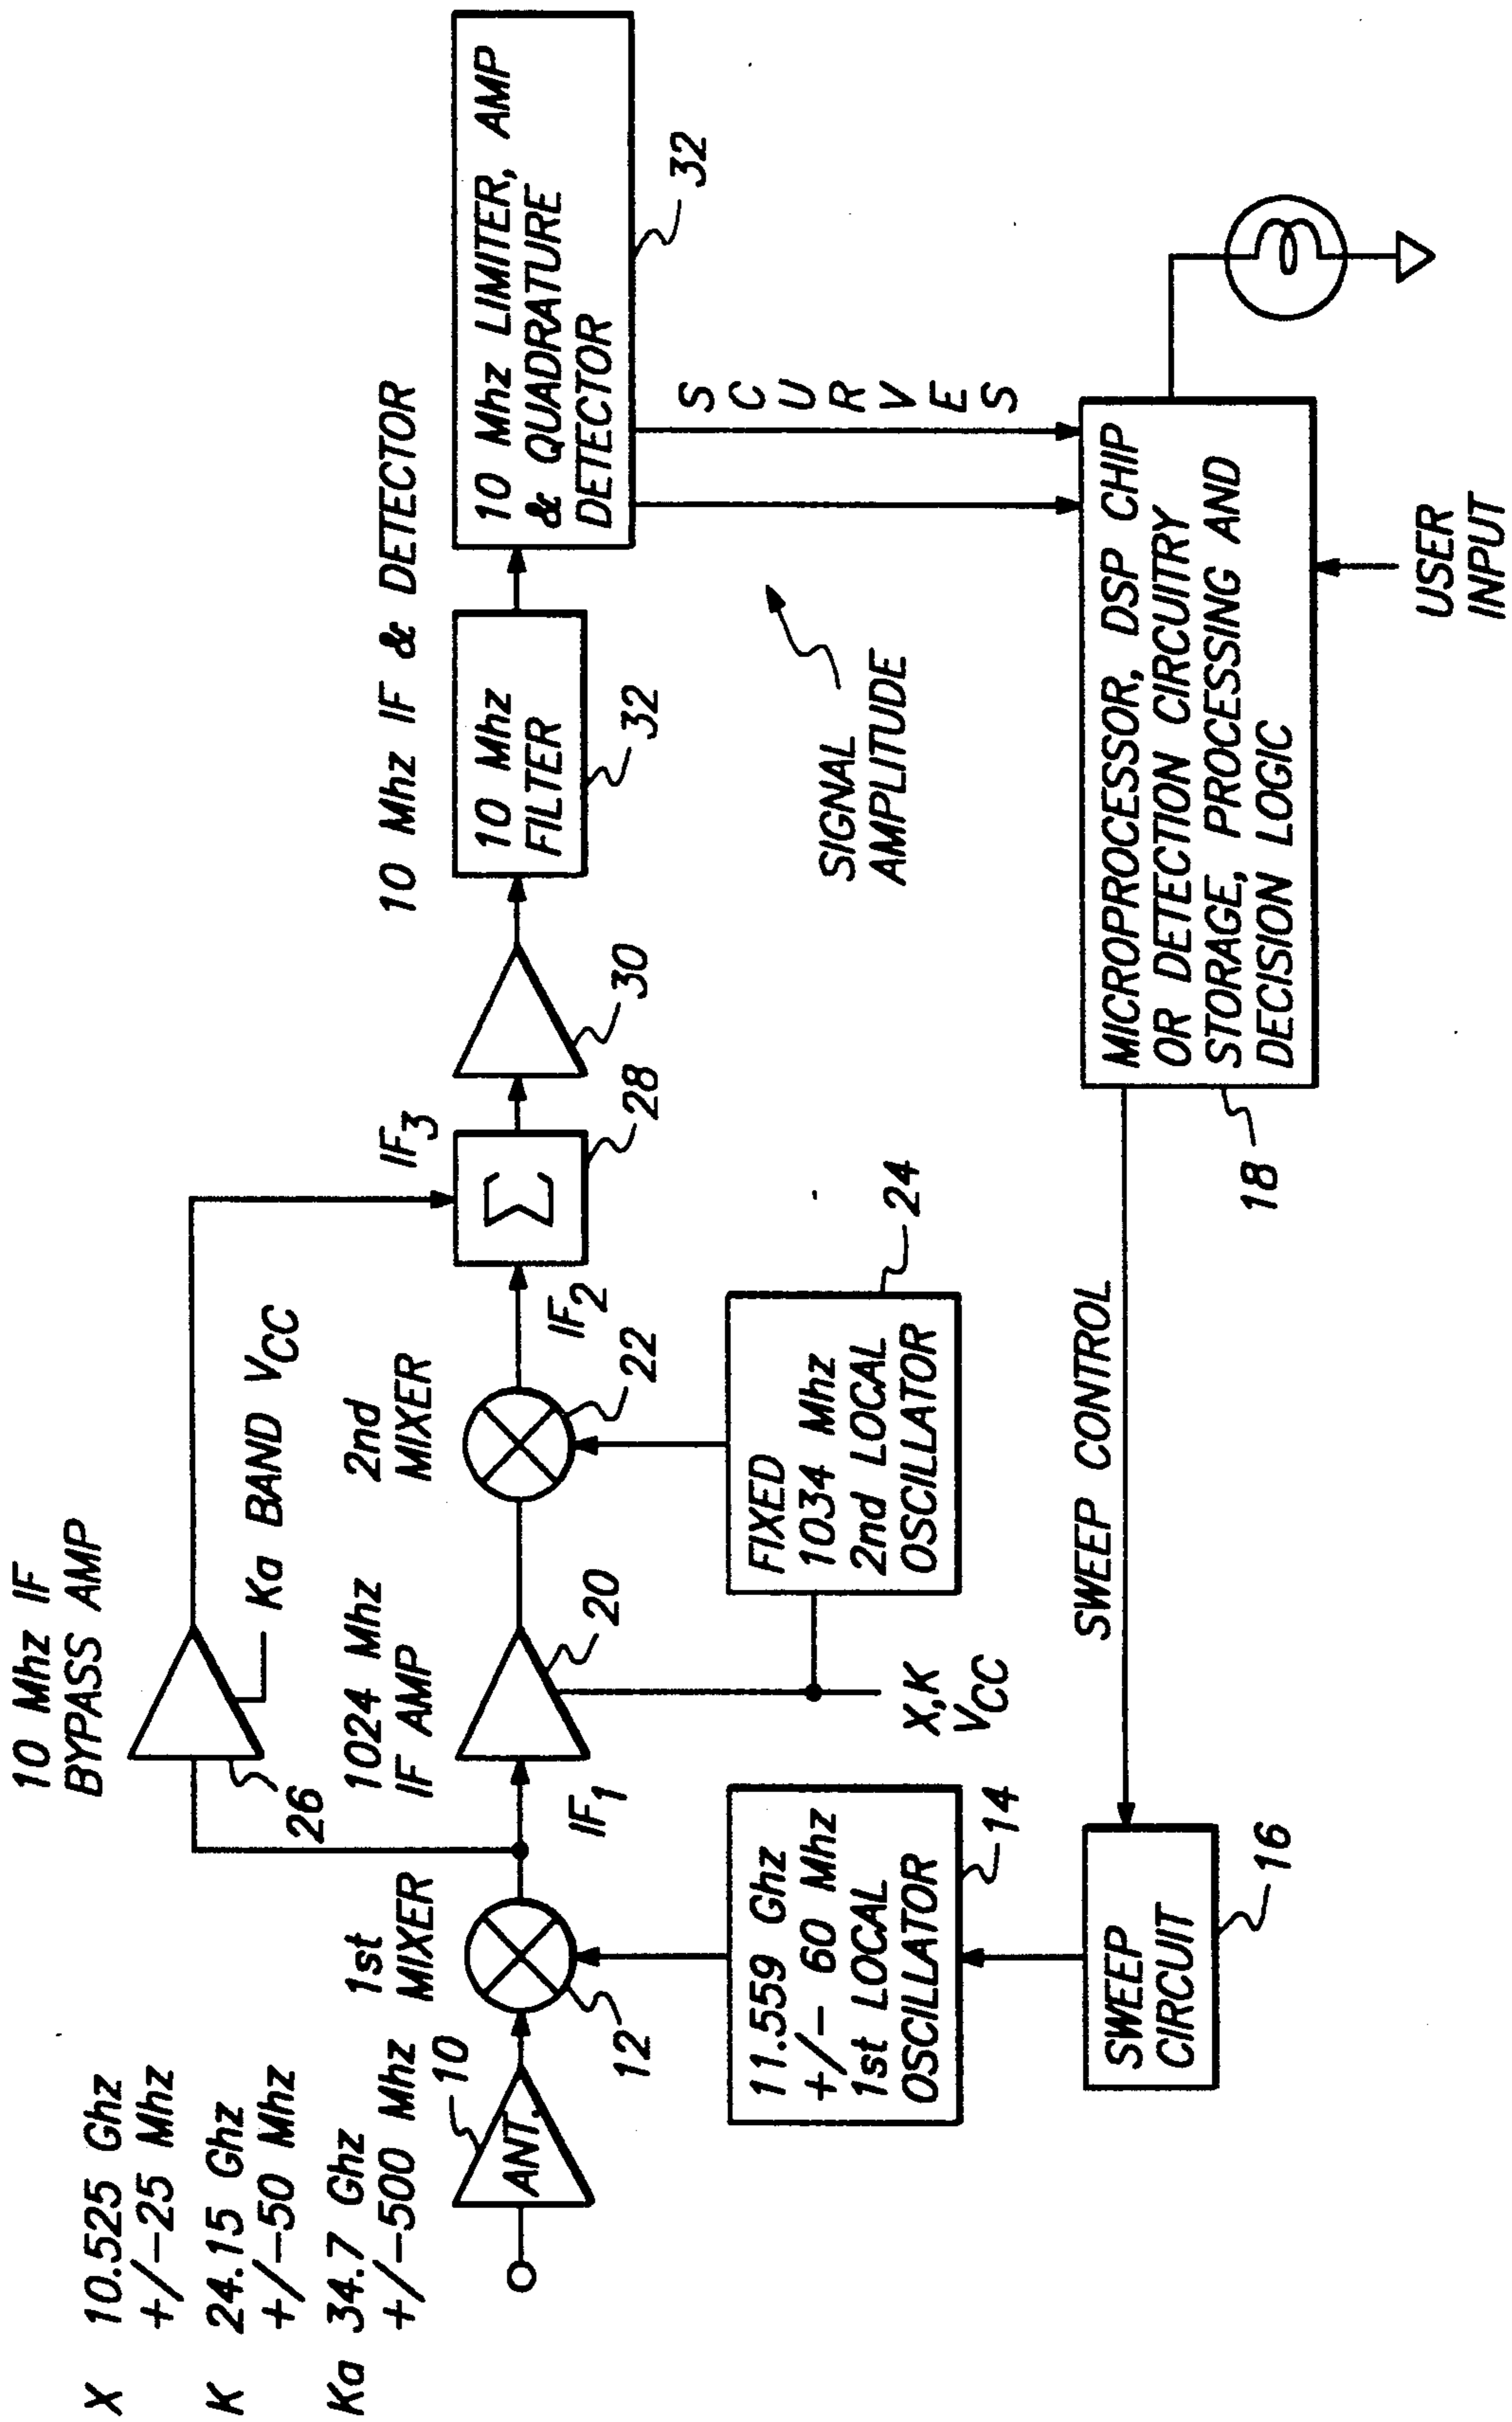 X 10.525 Ghz
+/-25 Mhz
K 24.15 Ghz
+/-50 Mhz
Ka 34.7 Ghz
+/-500 Mhz
10 Mhz IF
BYPASS AMP
26
Ka BAND VCC
10
ANT.
1st
MIXER
12
IF1
1024 Mhz
IF AMP
20
2nd
MIXER
22
IF2
IF3
Σ
28
30
10 Mhz IF & DETECTOR
10 Mhz
FILTER
32
10 Mhz LIMITER, AMP
& QUADRATURE
DETECTOR
32
11.559 Ghz
+/- 60 Mhz
1st LOCAL
OSCILLATOR
14
X,K
VCC
FIXED
1034 Mhz
2nd LOCAL
OSCILLATOR
24
SIGNAL
AMPLITUDE
S CURVES
SWEEP
CIRCUIT
16
SWEEP CONTROL
18
MICROPROCESSOR, DSP CHIP
OR DETECTION CIRCUITRY
STORAGE, PROCESSING AND
DECISION LOGIC
USER
INPUT